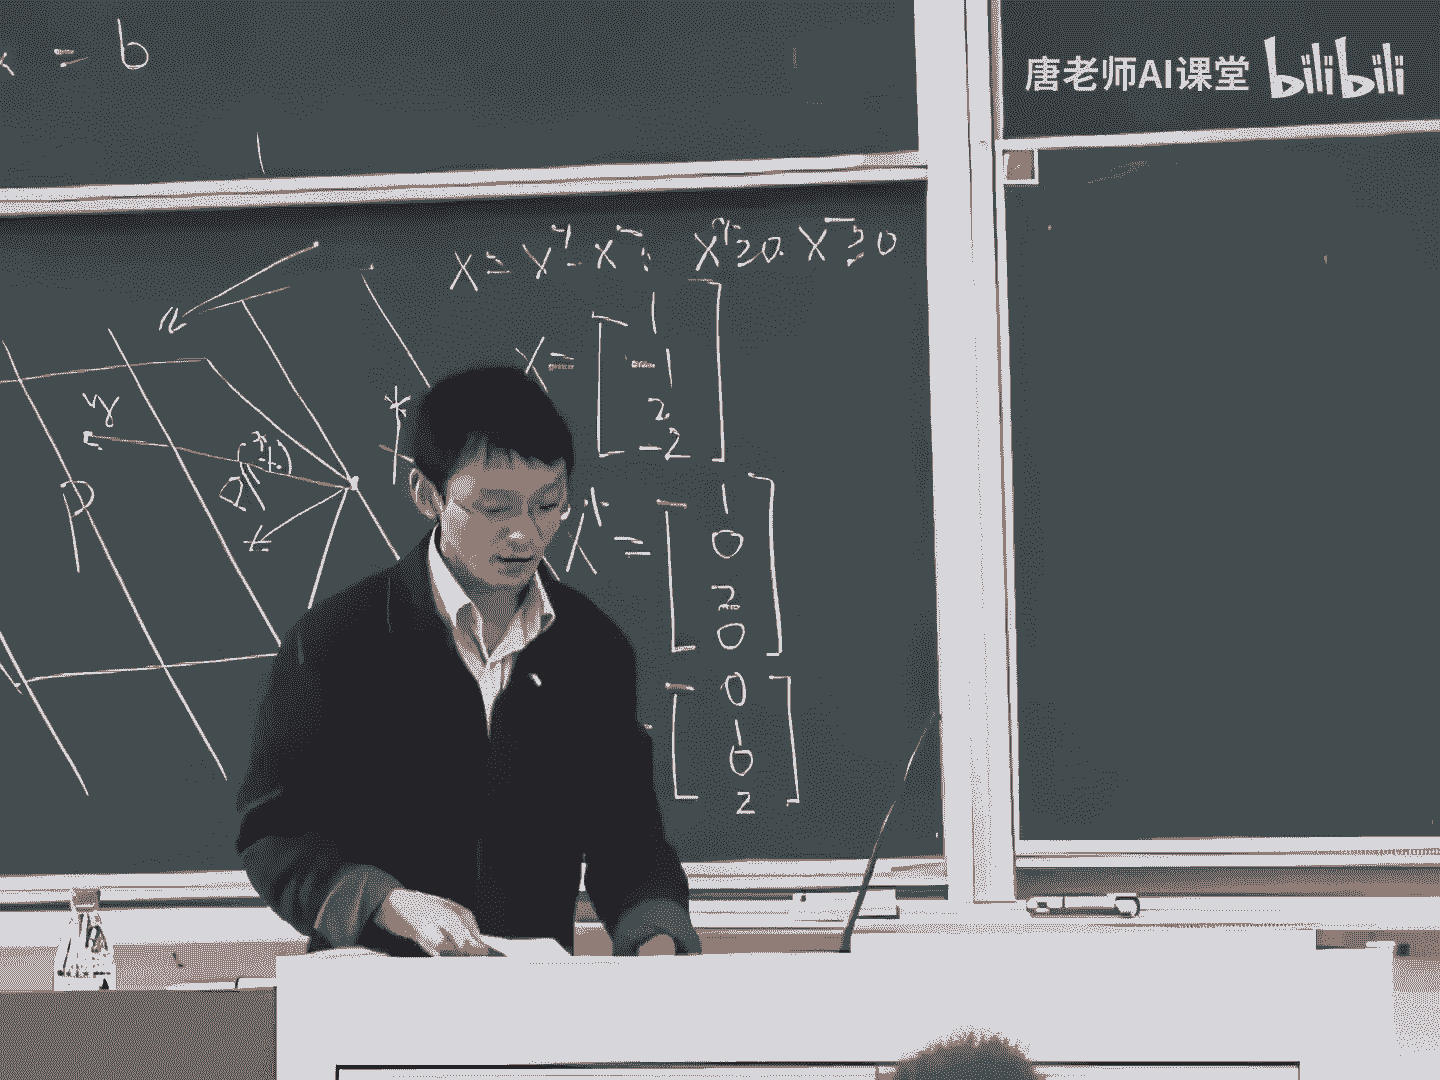 = b
唐老师AI课堂 bilibili
X = X⁺ - X⁻ : X⁺ ≥ 0. X⁻ ≥ 0
X = [ 1
-1
2
-2 ]
X⁺ = [ 1
0
2
0 ]
= [ 0
1
0
2 ]
P